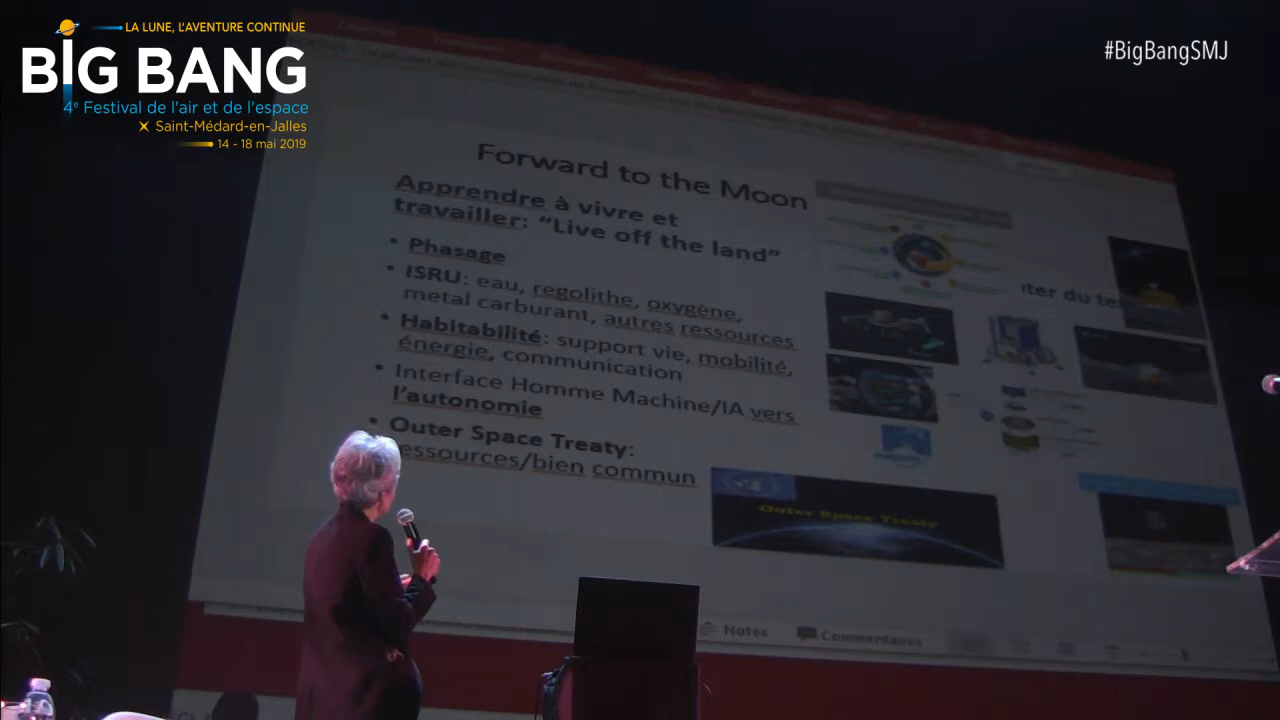 LA LUNE, L'AVENTURE CONTINUE
BIG BANG
4e Festival de l'air et de l'espace
Saint-Médard-en-Jalles
14 - 18 mai 2019
#BigBangSMJ
Forward to the Moon
Apprendre à vivre et
travailler: "Live off the land"
• Phasage
• ISRU: eau, regolithe, oxygène,
metal carburant, autres ressources
• Habitabilité: support vie, mobilité,
énergie, communication
• Interface Homme Machine/IA vers
l'autonomie
• Outer Space Treaty:
essources/bien commun
Outer Space Treaty
Notes
Commentaires